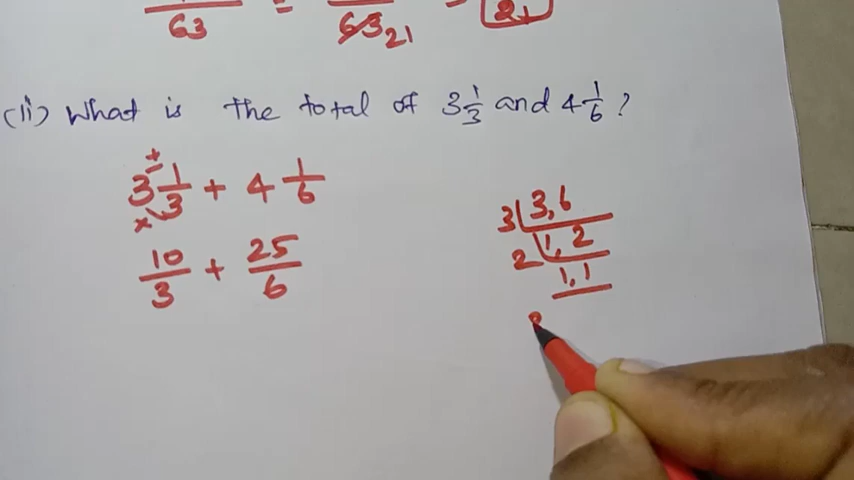 63 = 63 21 21
(ii) What is the total of 3 1/3 and 4 1/6 ?
3 1/3 + 4 1/6
+
×
10/3 + 25/6
3 | 3, 6
2 | 1, 2
1, 1